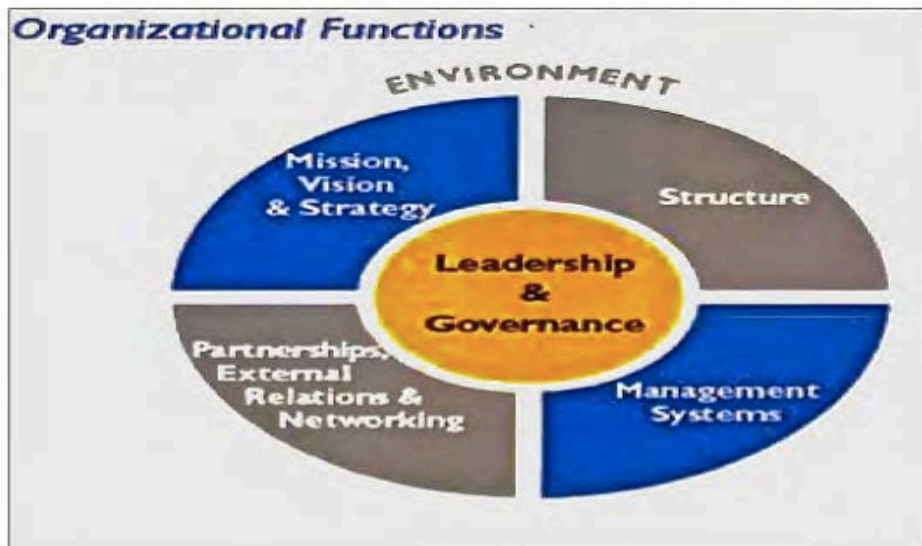 Organizational Functions
ENVIRONMENT
Mission,
Vision
& Strategy
Structure
Leadership
&
Governance
Partnerships,
External
Relations &
Networking
Management
Systems